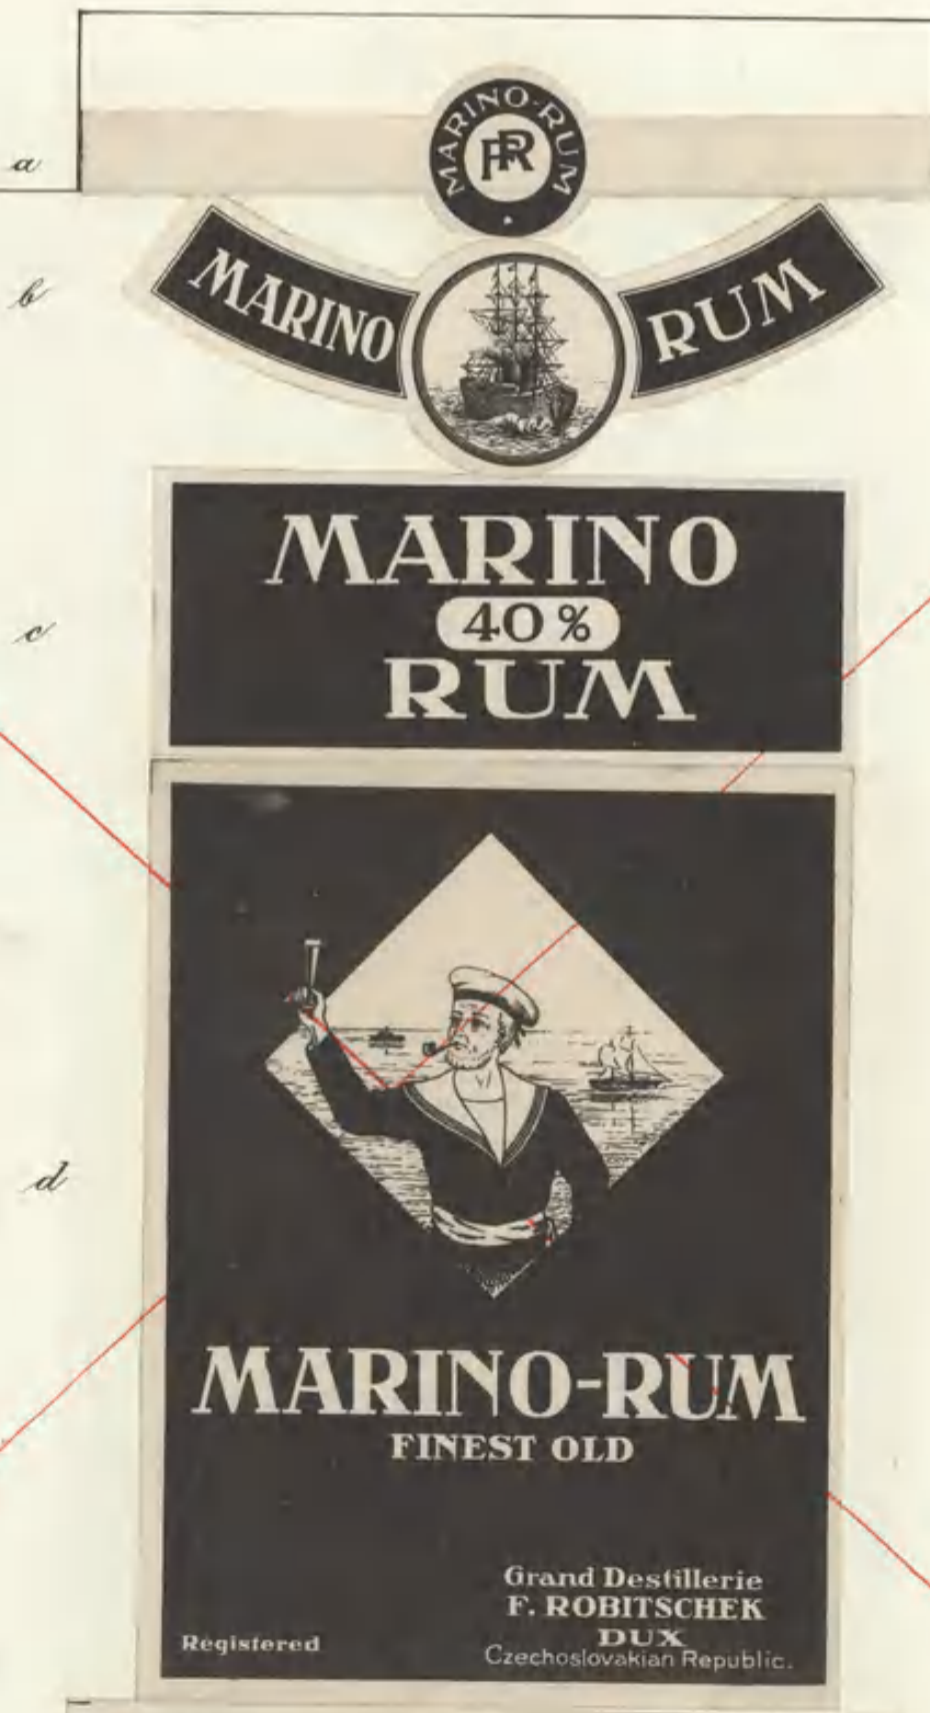 a
MARINO-RUM
FR
b
MARINO
RUM
c
MARINO
40%
RUM
d
MARINO-RUM
FINEST OLD
Grand Destillerie
F. ROBITSCHEK
DUX
Czechoslovakian Republic.
Registered